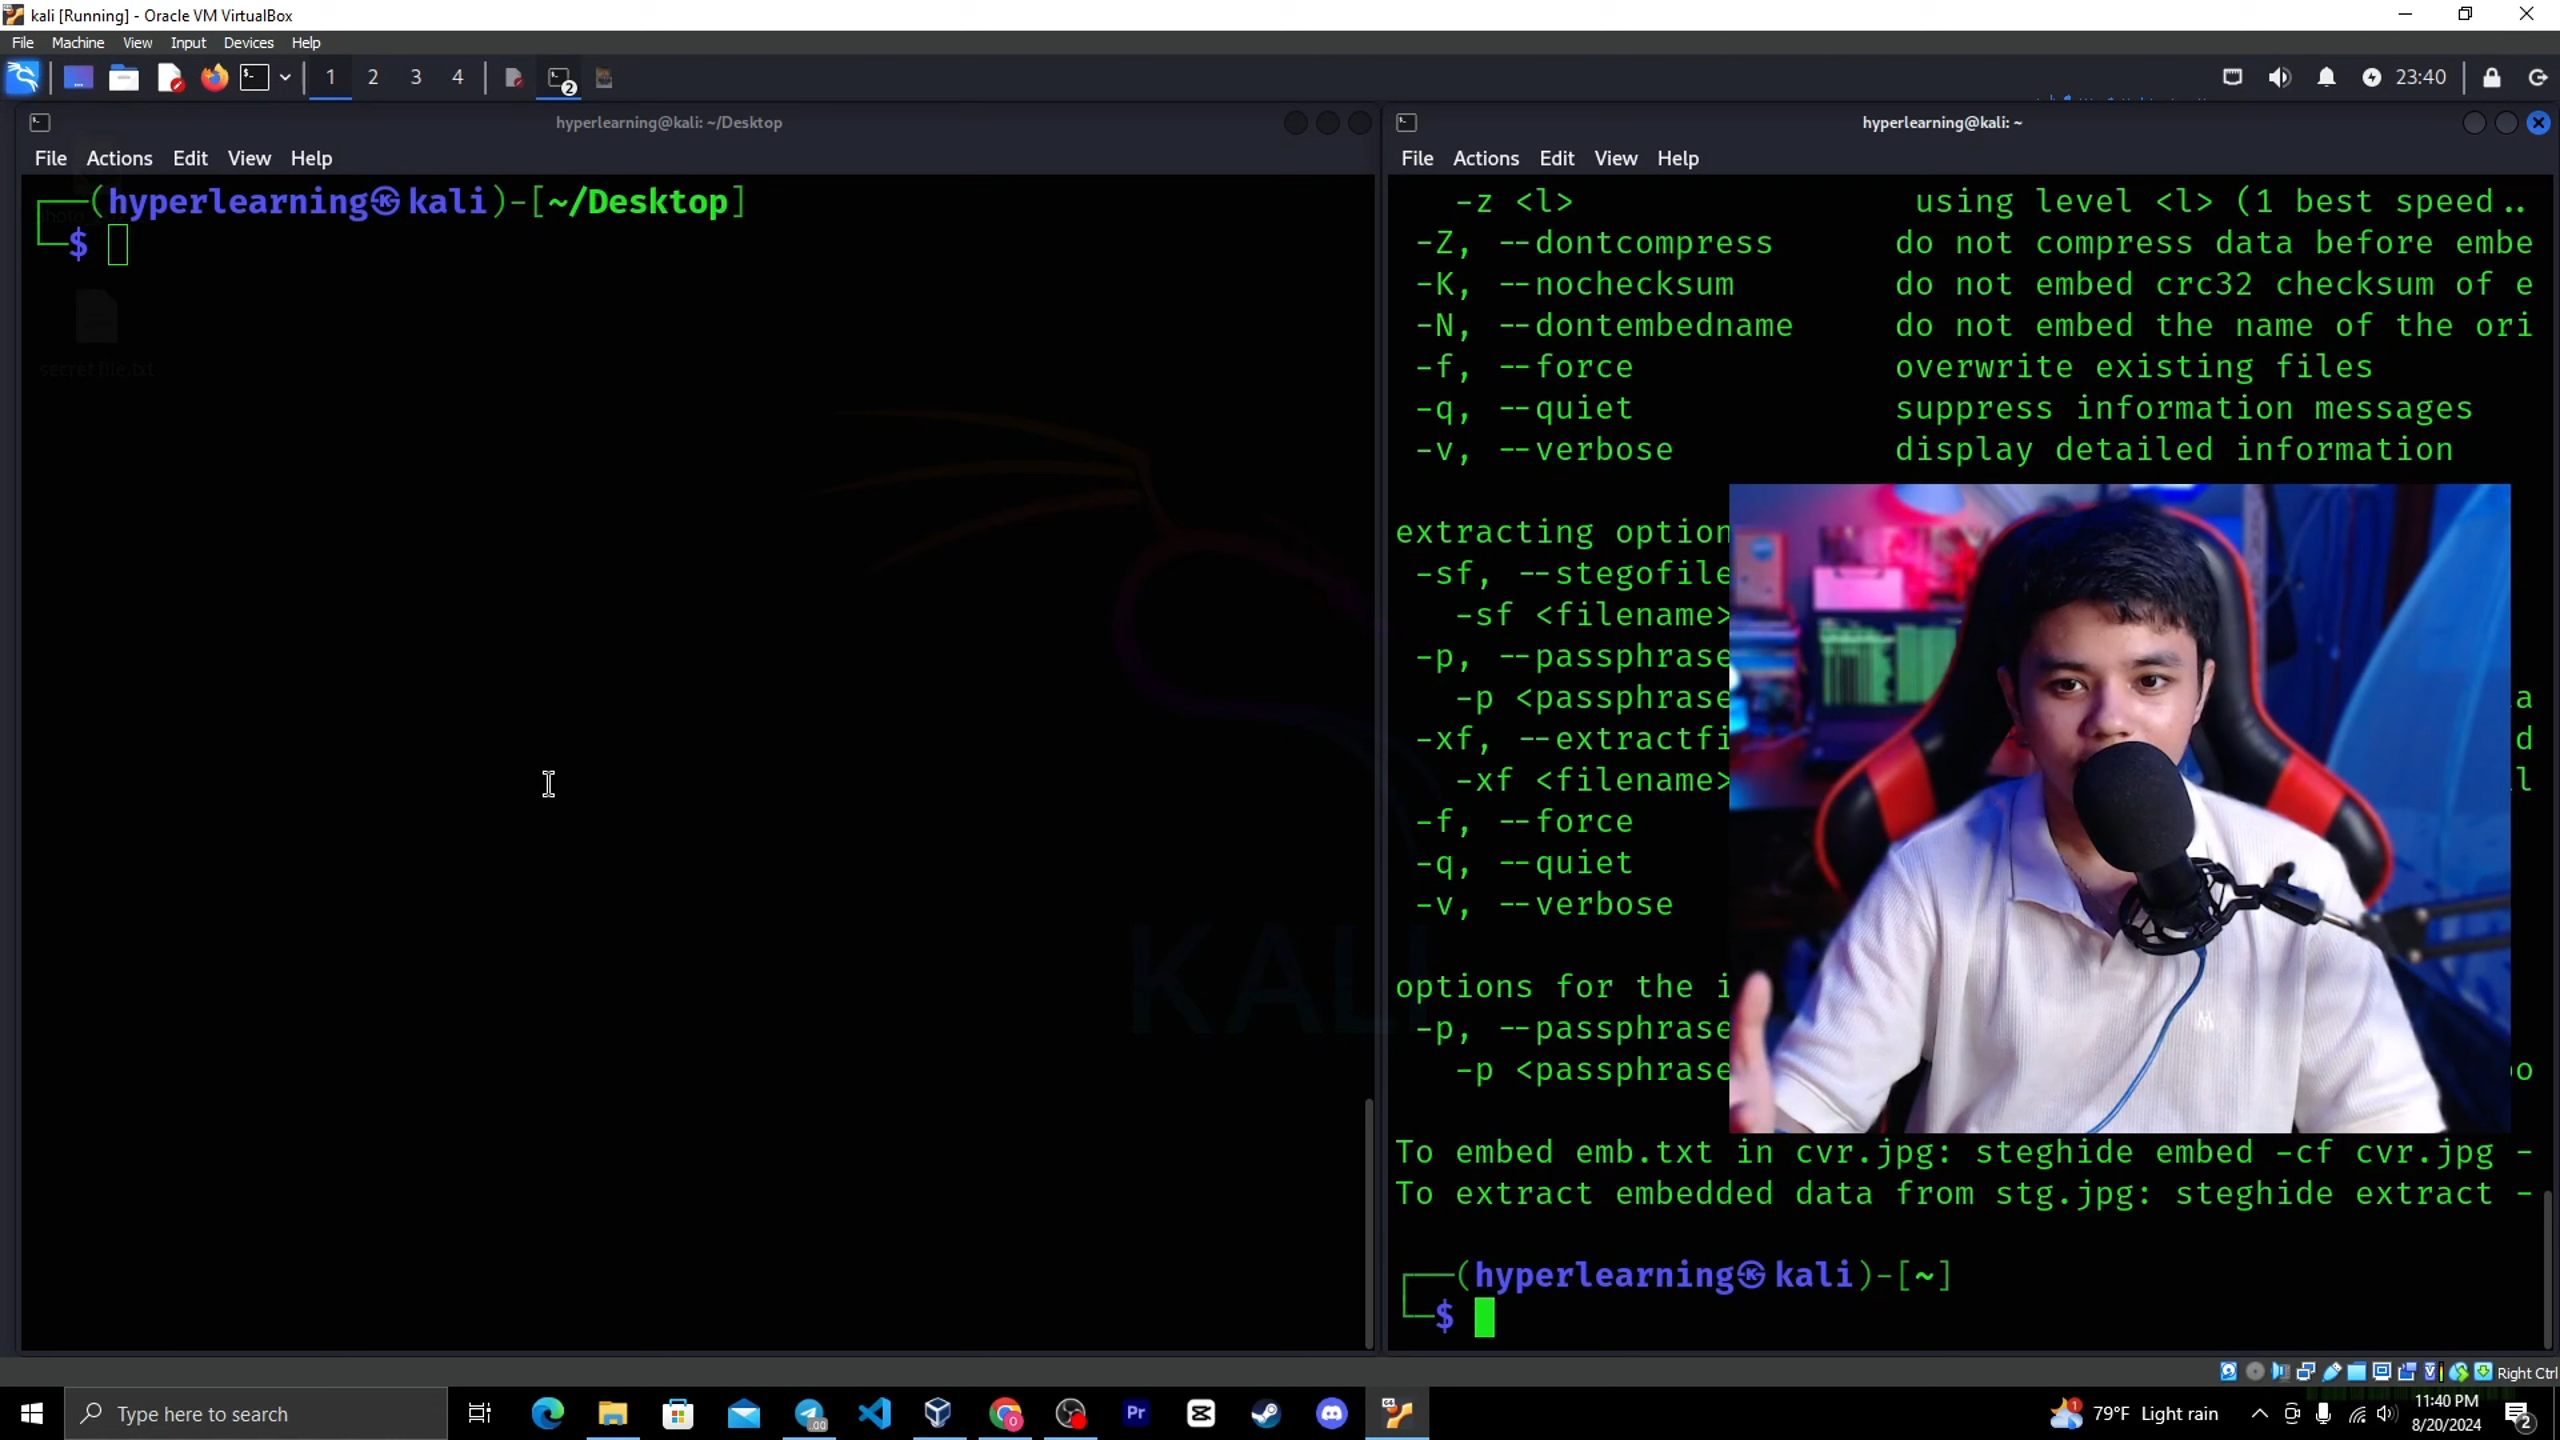 kali [Running] - Oracle VM VirtualBox
File Machine View Input Devices Help
1 2 3 4
2
23:40
hyperlearning@kali: ~/Desktop
File Actions Edit View Help
(hyperlearning㉿kali)-[~/Desktop]
$
secret file.txt
KALI
hyperlearning@kali: ~
File Actions Edit View Help
-z <l> using level <l> (1 best speed..
-Z, --dontcompress do not compress data before embe
-K, --nochecksum do not embed crc32 checksum of e
-N, --dontembedname do not embed the name of the ori
-f, --force overwrite existing files
-q, --quiet suppress information messages
-v, --verbose display detailed information
extracting option
-sf, --stegofile
-sf <filename>
-p, --passphrase
-p <passphrase a
-xf, --extractfi d
-xf <filename> l
-f, --force
-q, --quiet
-v, --verbose
options for the i
-p, --passphrase
-p <passphrase o
To embed emb.txt in cvr.jpg: steghide embed -cf cvr.jpg -
To extract embedded data from stg.jpg: steghide extract -
(hyperlearning㉿kali)-[~]
$
Right Ctrl
Type here to search
Pr
79°F Light rain
11:40 PM
8/20/2024
2